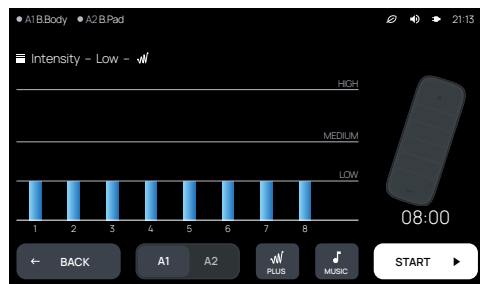 A1 B.Body A2 B.Pad 21:13
Intensity – Low –
HIGH
MEDIUM
LOW
1 2 3 4 5 6 7 8
08:00
← BACK A1 A2 PLUS MUSIC START